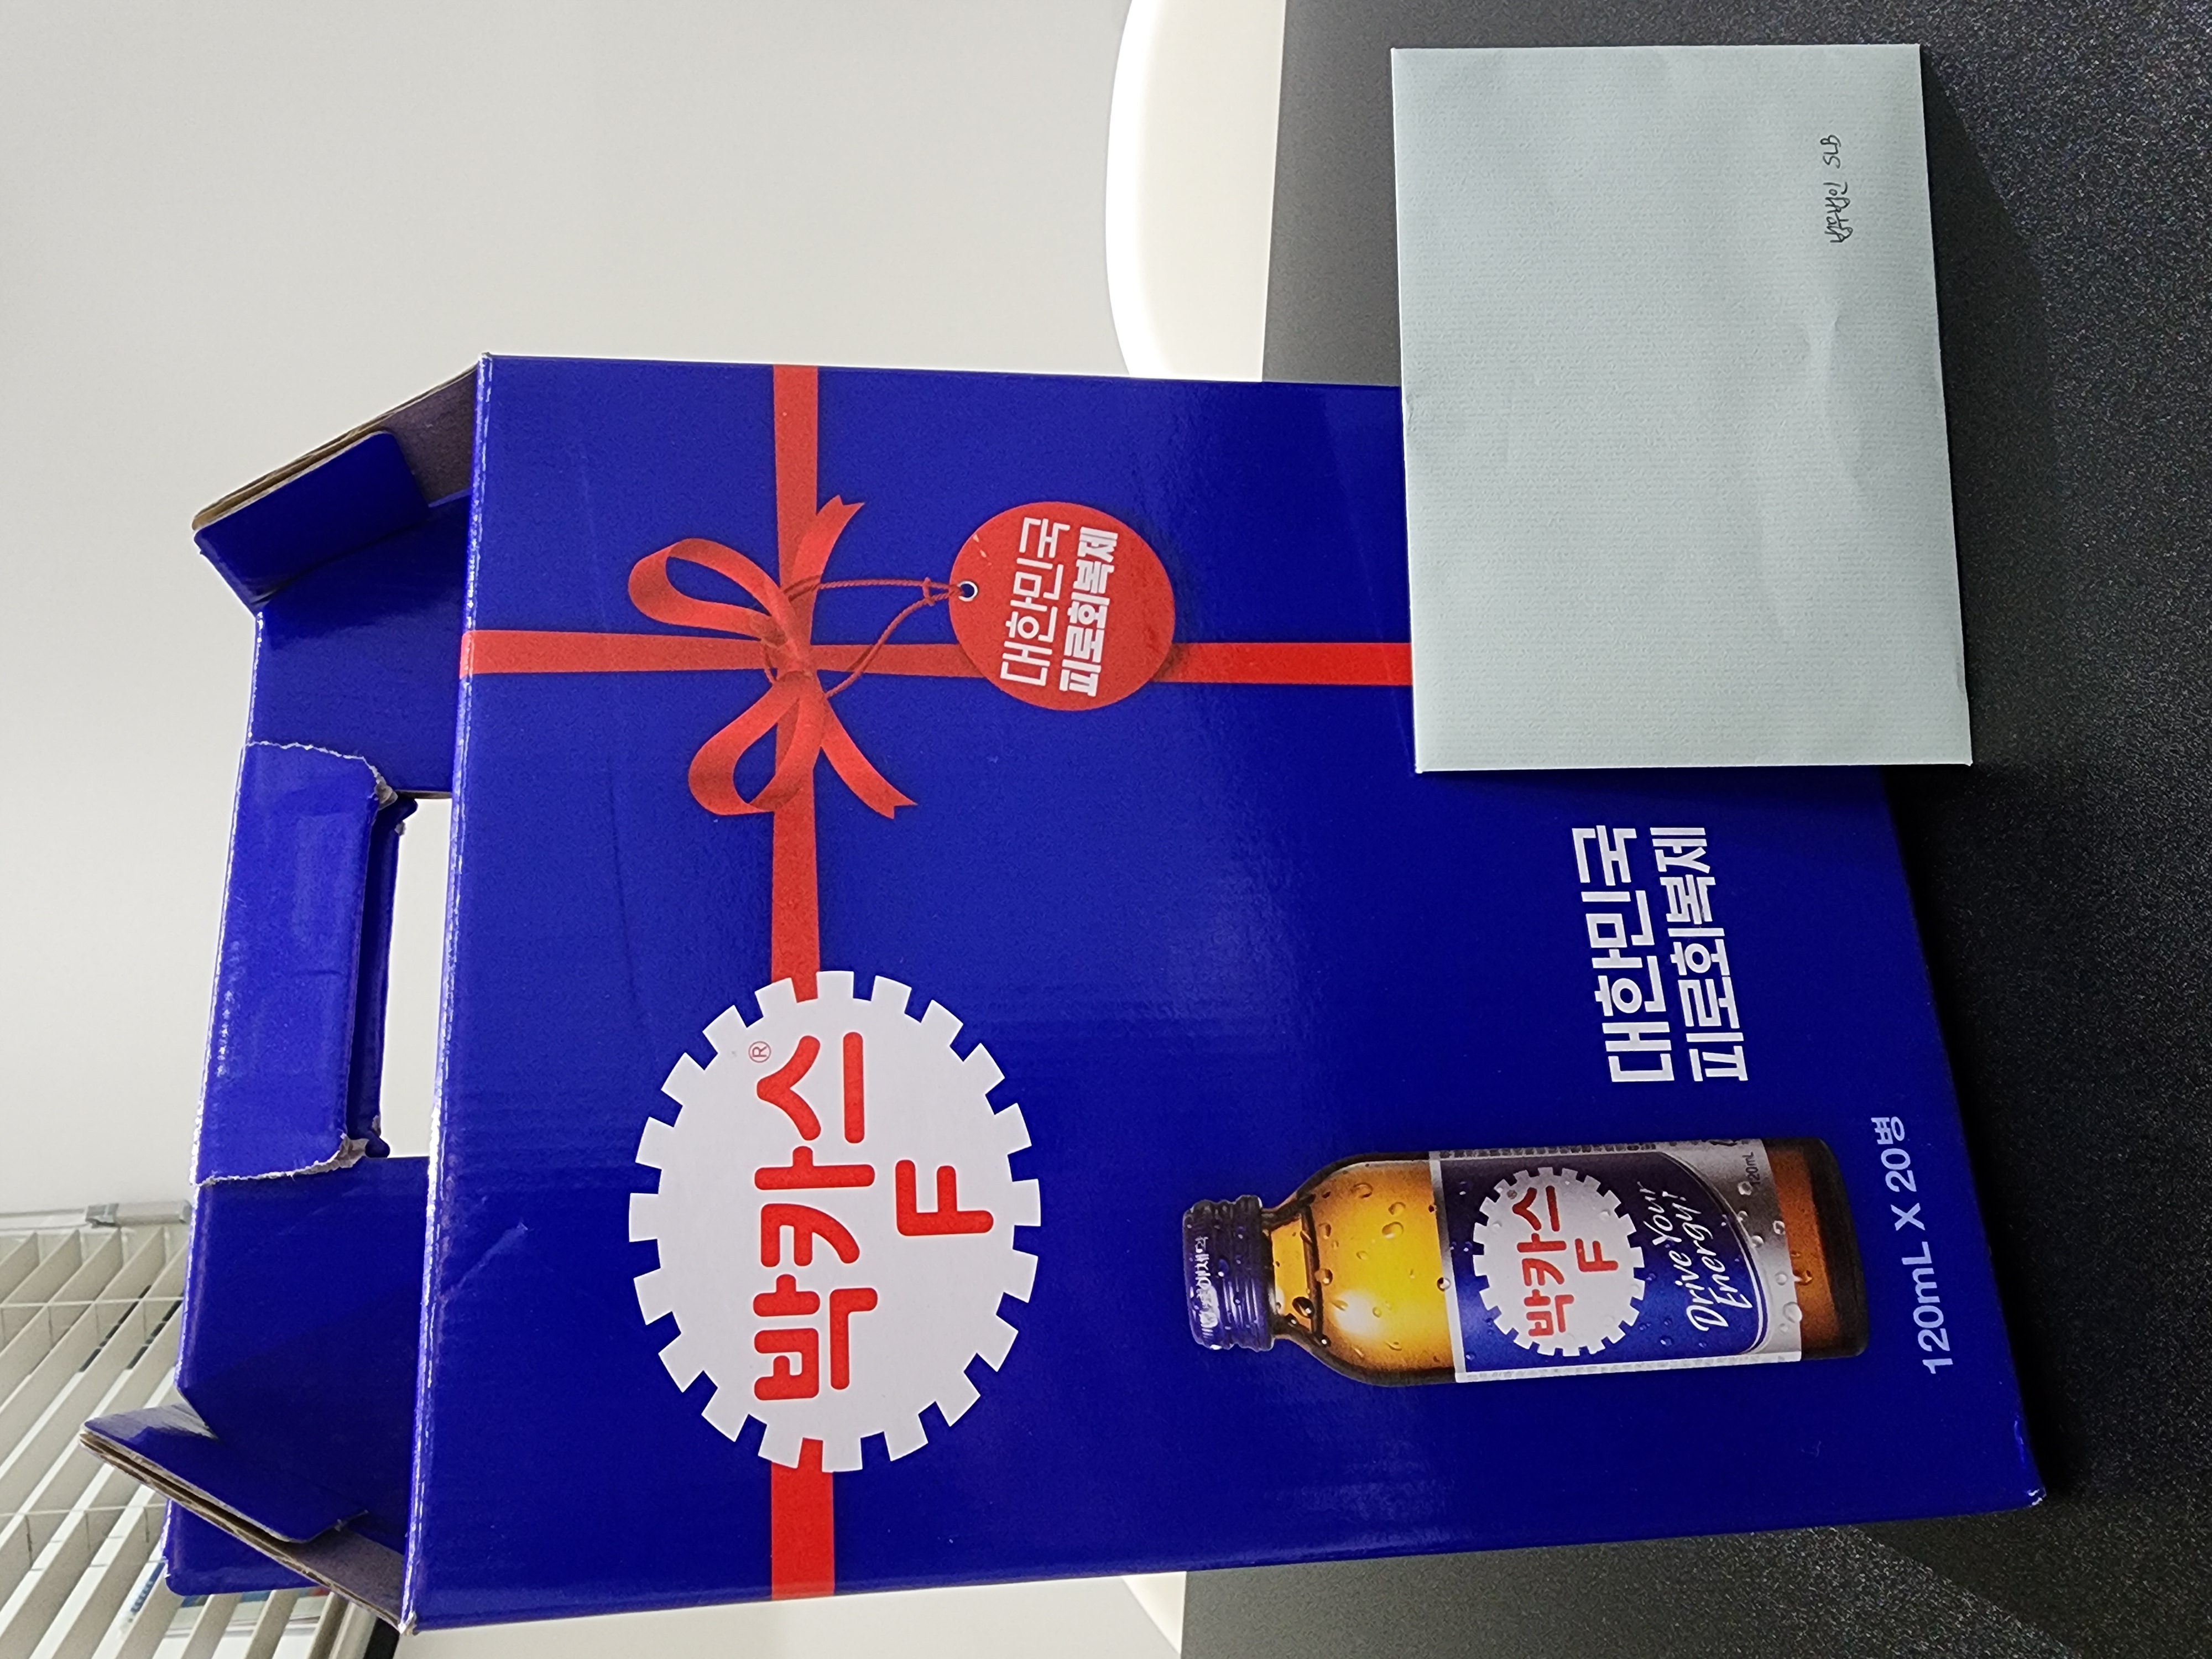 박카스®
F
대한민국
피로회복제
박카스
F
Drive Your
Energy!
120mL
대한민국
피로회복제
120mL X 20병